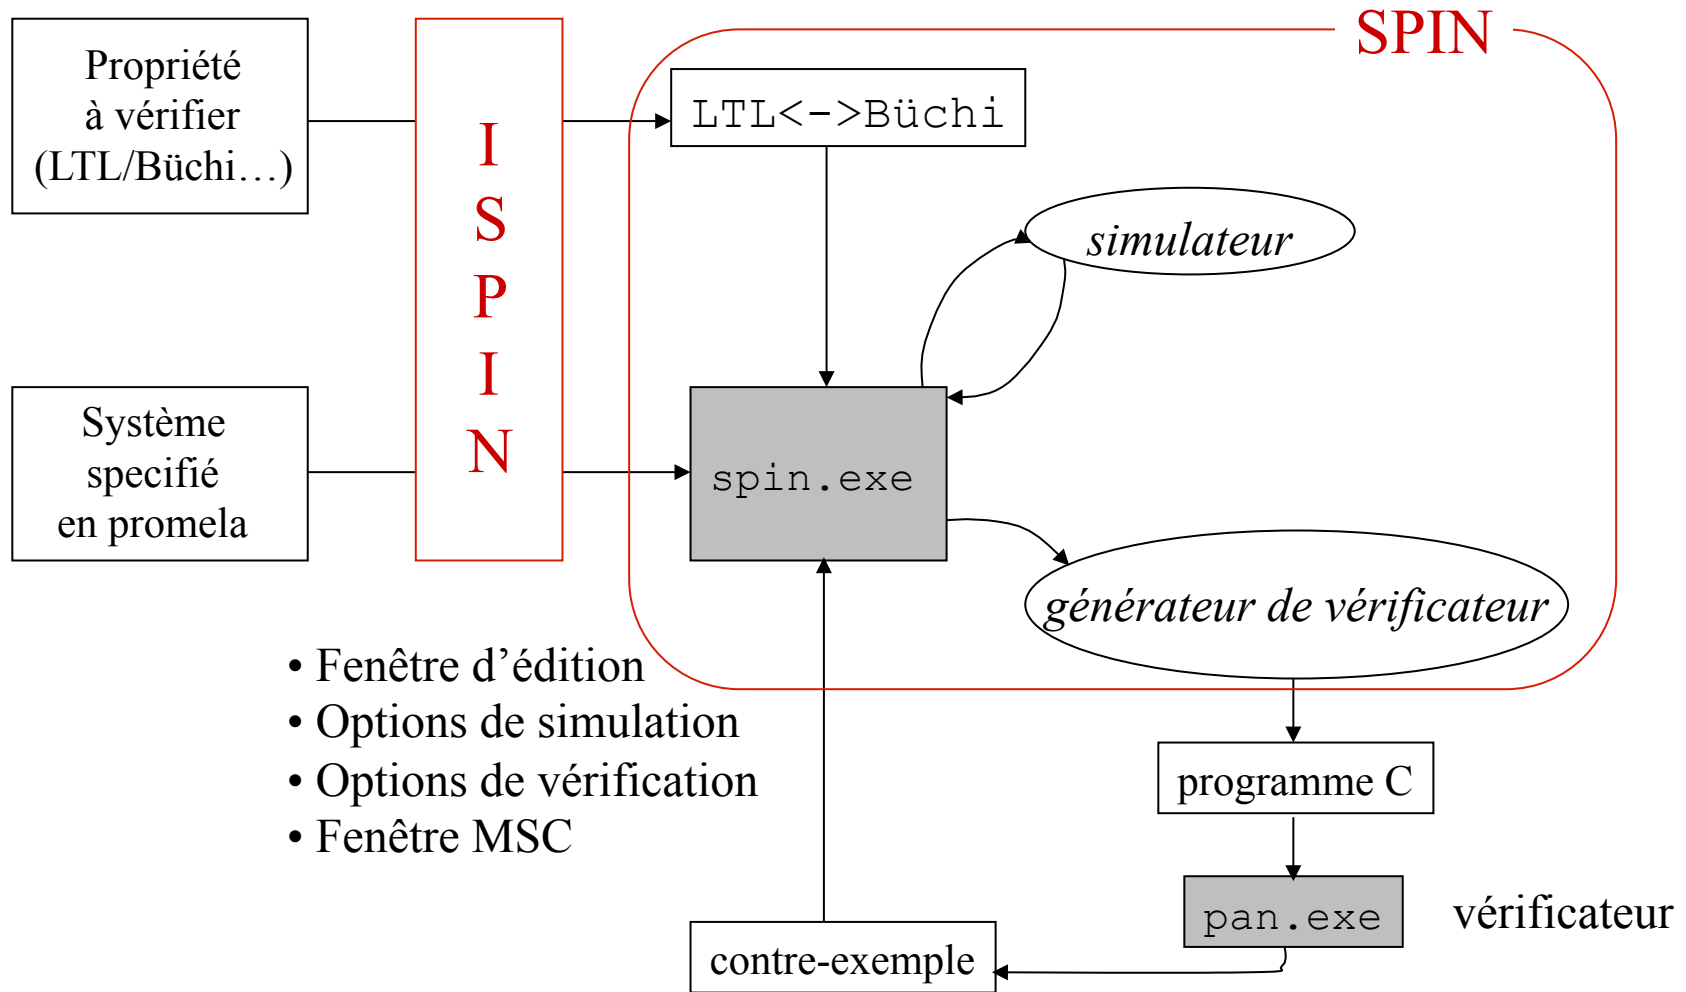 SPIN
Propriété
à vérifier
(LTL/Büchi…)
I
S
P
I
N
LTL<->Büchi
simulateur
Système
specifié
en promela
spin.exe
générateur de vérificateur
• Fenêtre d’édition
• Options de simulation
• Options de vérification
• Fenêtre MSC
programme C
pan.exe
vérificateur
contre-exemple